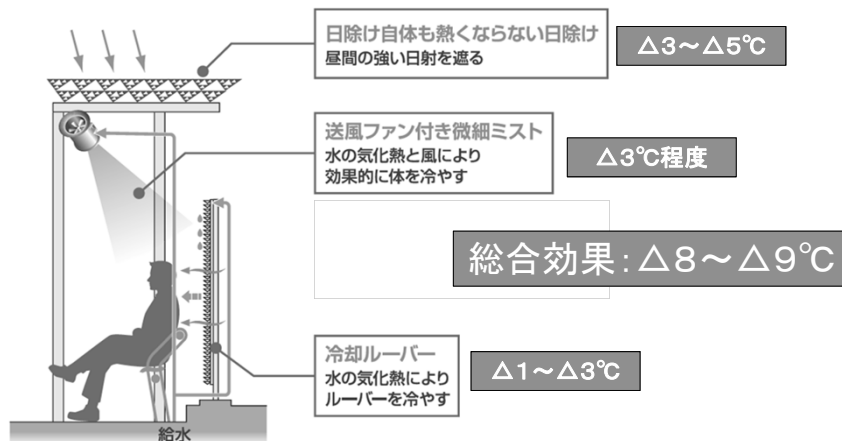 日除け自体も熱くならない日除け
昼間の強い日射を遮る
△3～△5℃
送風ファン付き微細ミスト
水の気化熱と風により
効果的に体を冷やす
△3℃程度
総合効果:△8～△9℃
冷却ルーバー
水の気化熱により
ルーバーを冷やす
△1～△3℃
給水